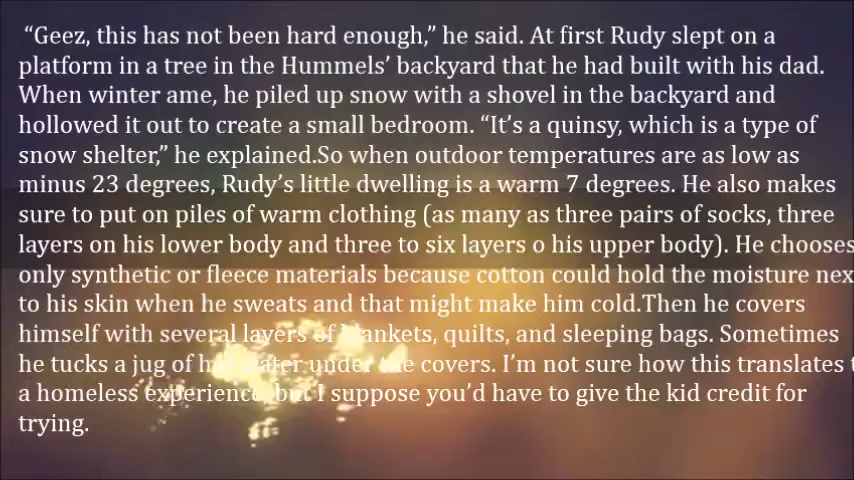 “Geez, this has not been hard enough,” he said. At first Rudy slept on a
platform in a tree in the Hummels’ backyard that he had built with his dad.
When winter ame, he piled up snow with a shovel in the backyard and
hollowed it out to create a small bedroom. “It’s a quinsy, which is a type of
snow shelter,” he explained.So when outdoor temperatures are as low as
minus 23 degrees, Rudy’s little dwelling is a warm 7 degrees. He also makes
sure to put on piles of warm clothing (as many as three pairs of socks, three
layers on his lower body and three to six layers o his upper body). He chooses
only synthetic or fleece materials because cotton could hold the moisture nex
to his skin when he sweats and that might make him cold.Then he covers
himself with several layers of blankets, quilts, and sleeping bags. Sometimes
he tucks a jug of hot water under the covers. I’m not sure how this translates t
a homeless experience, but I suppose you’d have to give the kid credit for
trying.